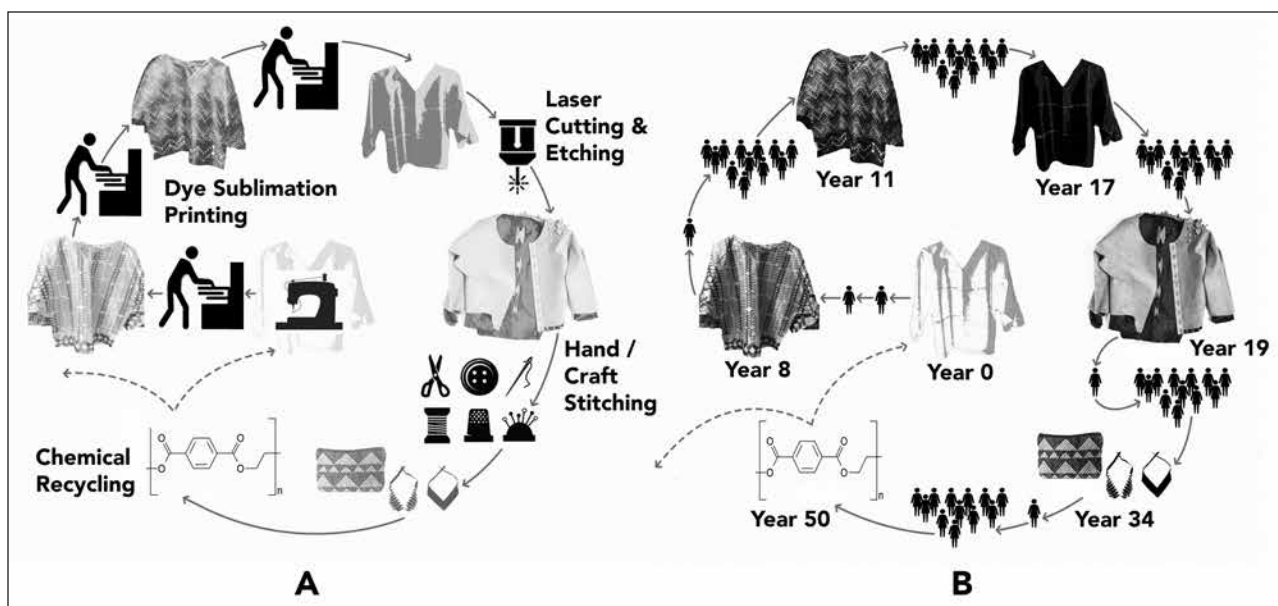 Laser
Cutting &
Etching
Dye Sublimation
Printing
Hand /
Craft
Stitching
Chemical
Recycling
O
O
O
O
n
A
Year 11
Year 17
Year 8
Year 0
Year 19
O
O
O
O
n
Year 50
Year 34
B